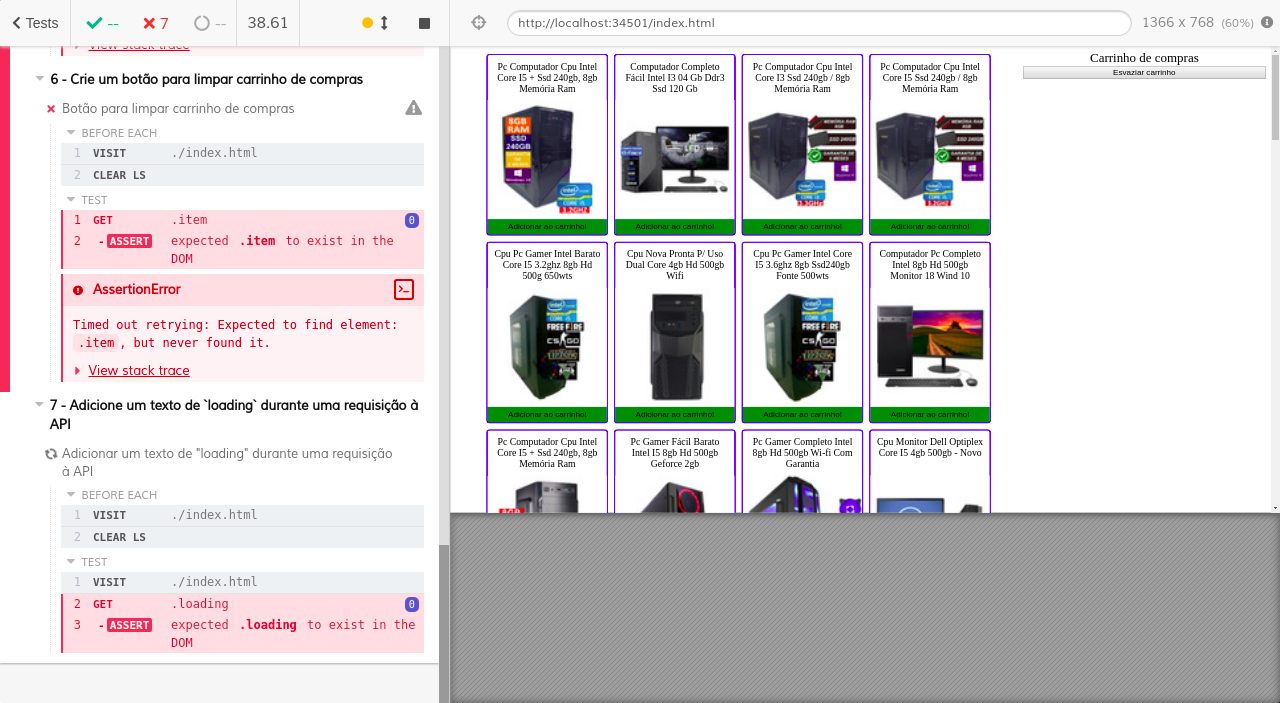 Tests
--
7
--
38.61
http://localhost:34501/index.html
1366 x 768 (60%)
View stack trace
6 - Crie um botão para limpar carrinho de compras
Botão para limpar carrinho de compras
BEFORE EACH
1 VISIT ./index.html
2 CLEAR LS
TEST
1 GET .item 0
2 -ASSERT expected .item to exist in the
DOM
AssertionError
Timed out retrying: Expected to find element:
.item, but never found it.
View stack trace
7 - Adicione um texto de `loading` durante uma requisição à
API
Adicionar um texto de "loading" durante uma requisição
à API
BEFORE EACH
1 VISIT ./index.html
2 CLEAR LS
TEST
1 VISIT ./index.html
2 GET .loading 0
3 -ASSERT expected .loading to exist in the
DOM
Pc Computador Cpu Intel
Core I5 + Ssd 240gb, 8gb
Memória Ram
8GB
RAM
SSD
240GB
Adicionar ao carrinho!
Computador Completo
Fácil Intel I3 04 Gb Ddr3
Ssd 120 Gb
Adicionar ao carrinho!
Pc Computador Cpu Intel
Core I3 Ssd 240gb / 8gb
Memória Ram
Adicionar ao carrinho!
Pc Computador Cpu Intel
Core I5 Ssd 240gb / 8gb
Memória Ram
Adicionar ao carrinho!
Cpu Pc Gamer Intel Barato
Core I5 3.2ghz 8gb Hd
500g 650wts
FREE FIRE
CS:GO
Adicionar ao carrinho!
Cpu Nova Pronta P/ Uso
Dual Core 4gb Hd 500gb
Wifi
Adicionar ao carrinho!
Cpu Pc Gamer Intel Core
I5 3.6ghz 8gb Ssd240gb
Fonte 500wts
FREE FIRE
CS:GO
Adicionar ao carrinho!
Computador Pc Completo
Intel 8gb Hd 500gb
Monitor 18 Wind 10
Adicionar ao carrinho!
Pc Computador Cpu Intel
Core I5 + Ssd 240gb, 8gb
Memória Ram
Pc Gamer Fácil Barato
Intel I5 8gb Hd 500gb
Geforce 2gb
Pc Gamer Completo Intel
8gb Hd 500gb Wi-fi Com
Garantia
Cpu Monitor Dell Optiplex
Core I5 4gb 500gb - Novo
Carrinho de compras
Esvaziar carrinho